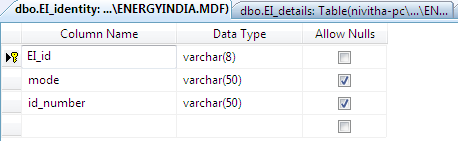 dbo.EI_identity: ...\ENERGYINDIA.MDF) dbo.EI_details: Table(nivitha-pc\...\EN...
Column Name Data Type Allow Nulls
EI_id varchar(8)
mode varchar(50)
id_number varchar(50)